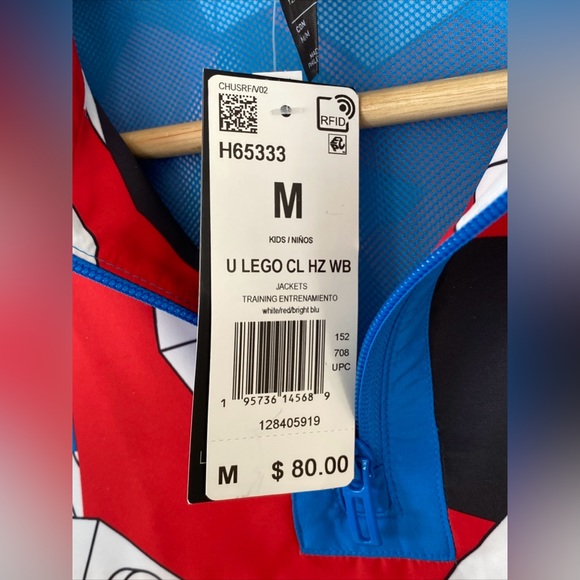 CHUSRF/V02
RFID
H65333
M
KIDS / NIÑOS
U LEGO CL HZ WB
JACKETS
TRAINING ENTRENAMIENTO
white/red/bright blu
152
708
UPC
1 95736 14568 9
128405919
M $ 80.00